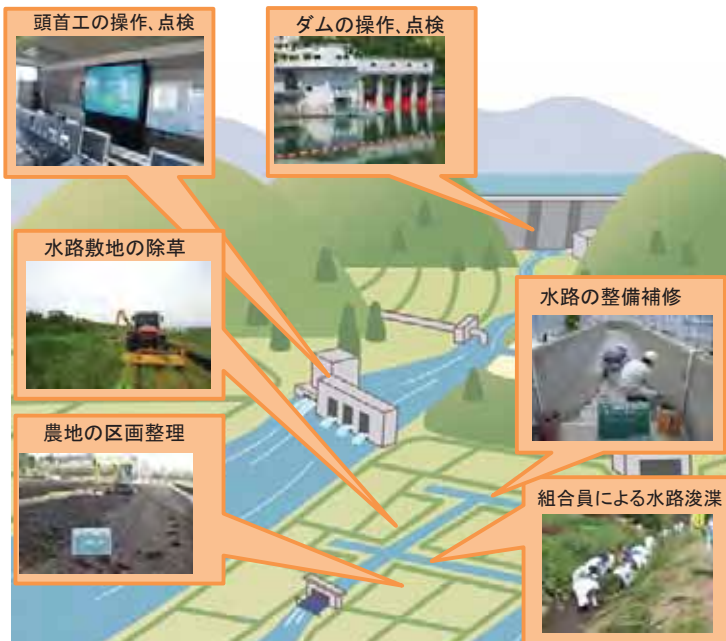 頭首工の操作、点検
ダムの操作、点検
水路敷地の除草
水路の整備補修
農地の区画整理
組合員による水路浚渫